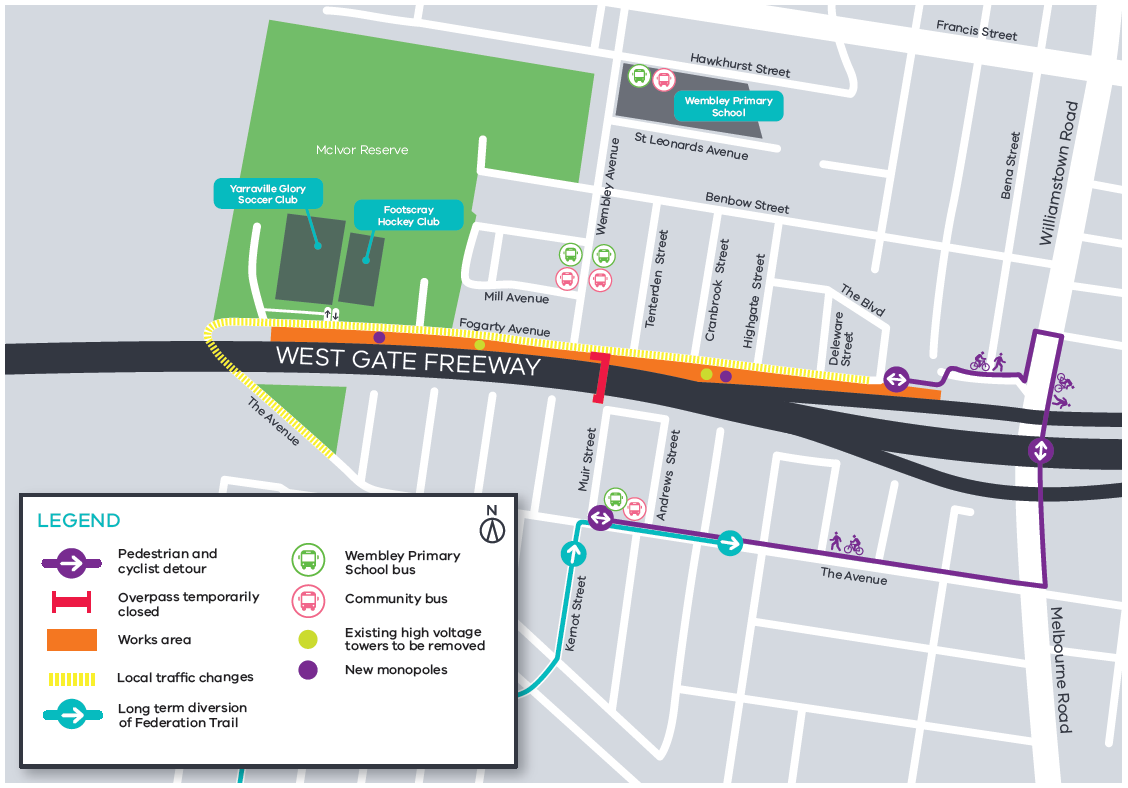 Francis Street
Hawkhurst Street
Wembley Primary
School
St Leonards Avenue
McIvor Reserve
Wembley Avenue
Bena Street
Williamstown Road
Yarraville Glory
Soccer Club
Footscray
Hockey Club
Benbow Street
Tenterden Street
Cranbrook Street
Highgate Street
The Blvd
Deleware
Street
Mill Avenue
Fogarty Avenue
WEST GATE FREEWAY
The Avenue
Muir Street
Andrews Street
Kernot Street
The Avenue
Melbourne Road
LEGEND
N
Pedestrian and
cyclist detour
Overpass temporarily
closed
Works area
Local traffic changes
Long term diversion
of Federation Trail
Wembley Primary
School bus
Community bus
Existing high voltage
towers to be removed
New monopoles